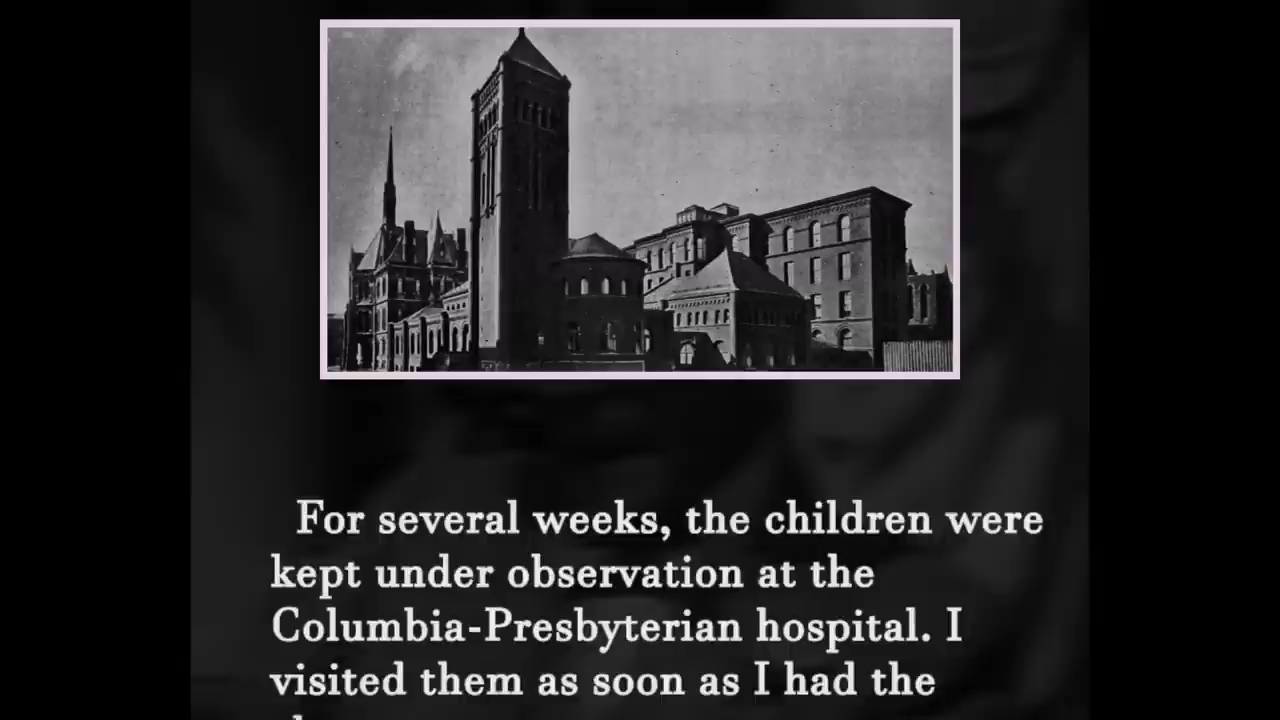 For several weeks, the children were
kept under observation at the
Columbia-Presbyterian hospital. I
visited them as soon as I had the